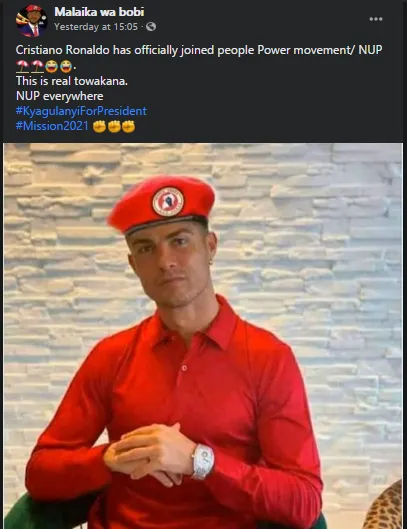 Malaika wa bobi
Yesterday at 15:05 ·
Cristiano Ronaldo has officially joined people Power movement/ NUP
⛱⛱😂😂.
This is real towakana.
NUP everywhere
#KyagulanyiForPresident
#Mission2021 ✊✊✊